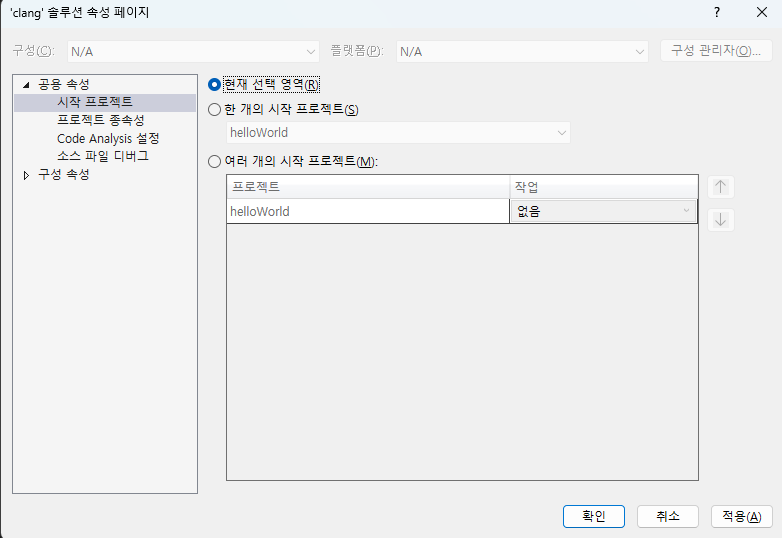 'clang' 솔루션 속성 페이지
?
구성(C): N/A 플랫폼(P): N/A 구성 관리자(O)...
공용 속성
시작 프로젝트
프로젝트 종속성
Code Analysis 설정
소스 파일 디버그
구성 속성
현재 선택 영역(R)
한 개의 시작 프로젝트(S)
helloWorld
여러 개의 시작 프로젝트(M):
프로젝트 작업
helloWorld 없음
확인 취소 적용(A)